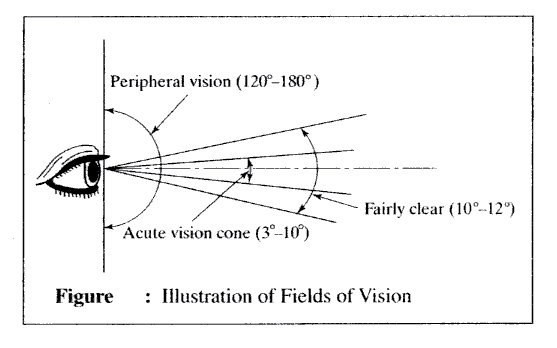 Peripheral vision (120°–180°)
Fairly clear (10°–12°)
Acute vision cone (3°–10°)
Figure : Illustration of Fields of Vision